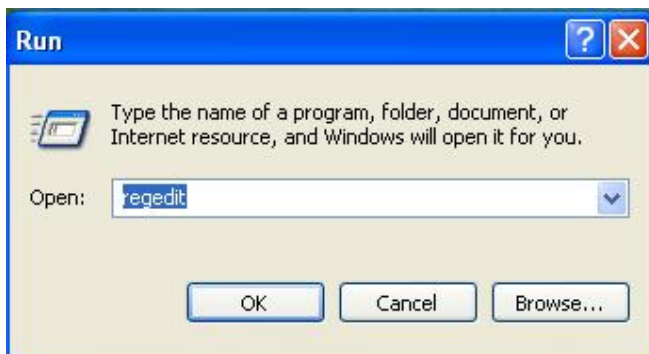 Run
Type the name of a program, folder, document, or
Internet resource, and Windows will open it for you.
Open: regedit
OK Cancel Browse...